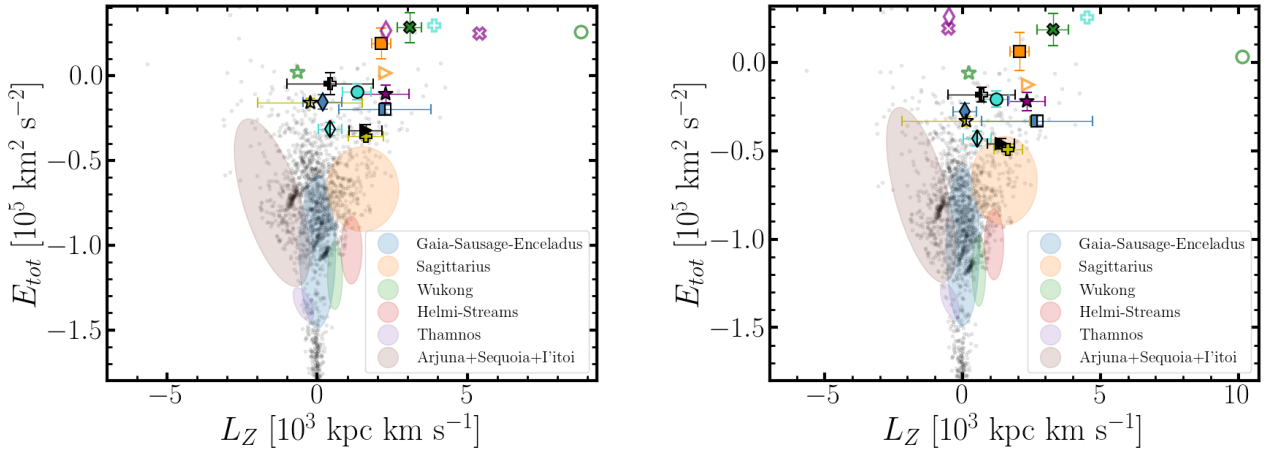 0.0
−0.5
−1.0
−1.5
E_tot [10^5 km^2 s^−2]
−5
0
5
L_Z [10^3 kpc km s^−1]
Gaia-Sausage-Enceladus
Sagittarius
Wukong
Helmi-Streams
Thamnos
Arjuna+Sequoia+I'itoi
0.0
−0.5
−1.0
−1.5
E_tot [10^5 km^2 s^−2]
−5
0
5
10
L_Z [10^3 kpc km s^−1]
Gaia-Sausage-Enceladus
Sagittarius
Wukong
Helmi-Streams
Thamnos
Arjuna+Sequoia+I'itoi